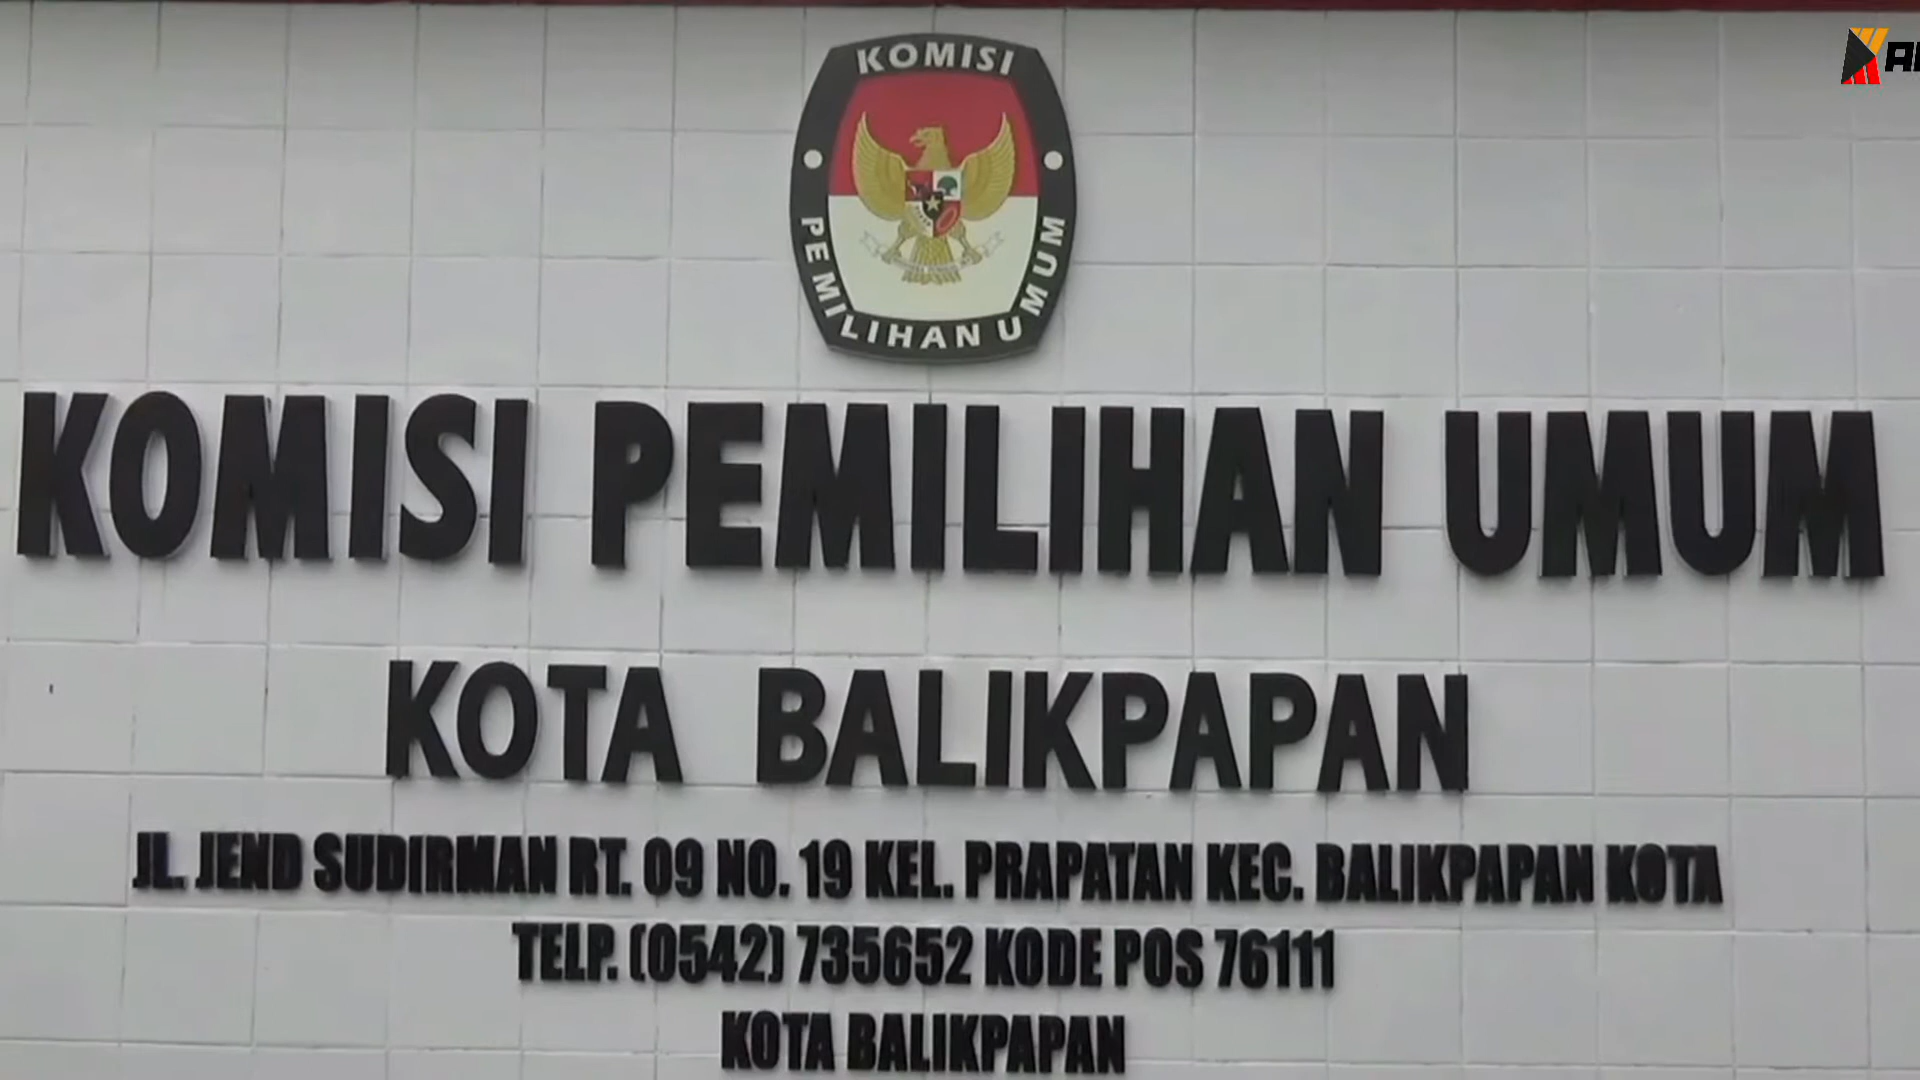 KOMISI
PEMILIHAN UMUM
KOMISI PEMILIHAN UMUM
KOTA BALIKPAPAN
JL. JEND SUDIRMAN RT. 09 NO. 19 KEL. PRAPATAN KEC. BALIKPAPAN KOTA
TELP. (0542) 735652 KODE POS 76111
KOTA BALIKPAPAN